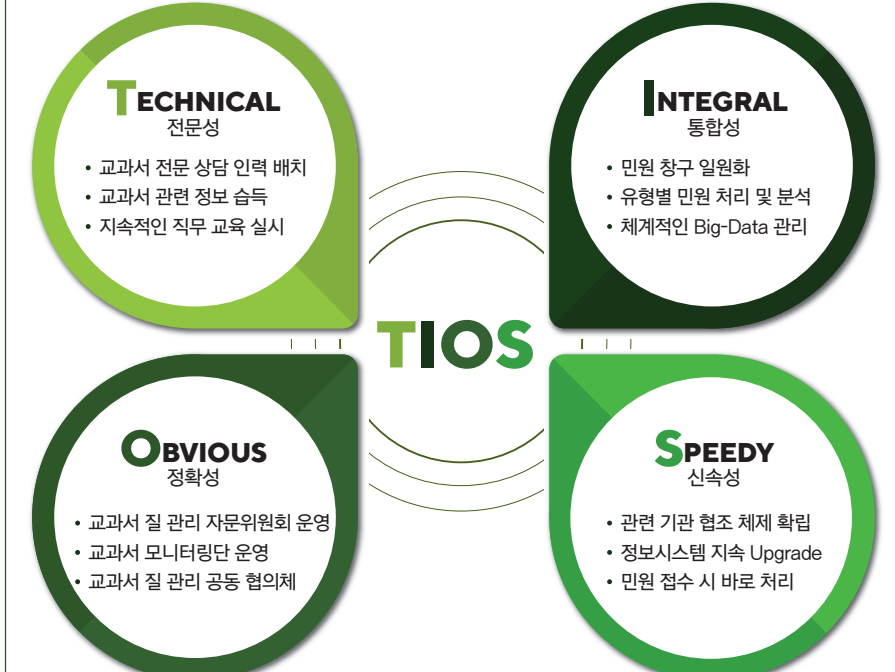 TECHNICAL
전문성
• 교과서 전문 상담 인력 배치
• 교과서 관련 정보 습득
• 지속적인 직무 교육 실시
INTEGRAL
통합성
• 민원 창구 일원화
• 유형별 민원 처리 및 분석
• 체계적인 Big-Data 관리
TIOS
OBVIOUS
정확성
• 교과서 질 관리 자문위원회 운영
• 교과서 모니터링단 운영
• 교과서 질 관리 공동 협의체
SPEEDY
신속성
• 관련 기관 협조 체제 확립
• 정보시스템 지속 Upgrade
• 민원 접수 시 바로 처리